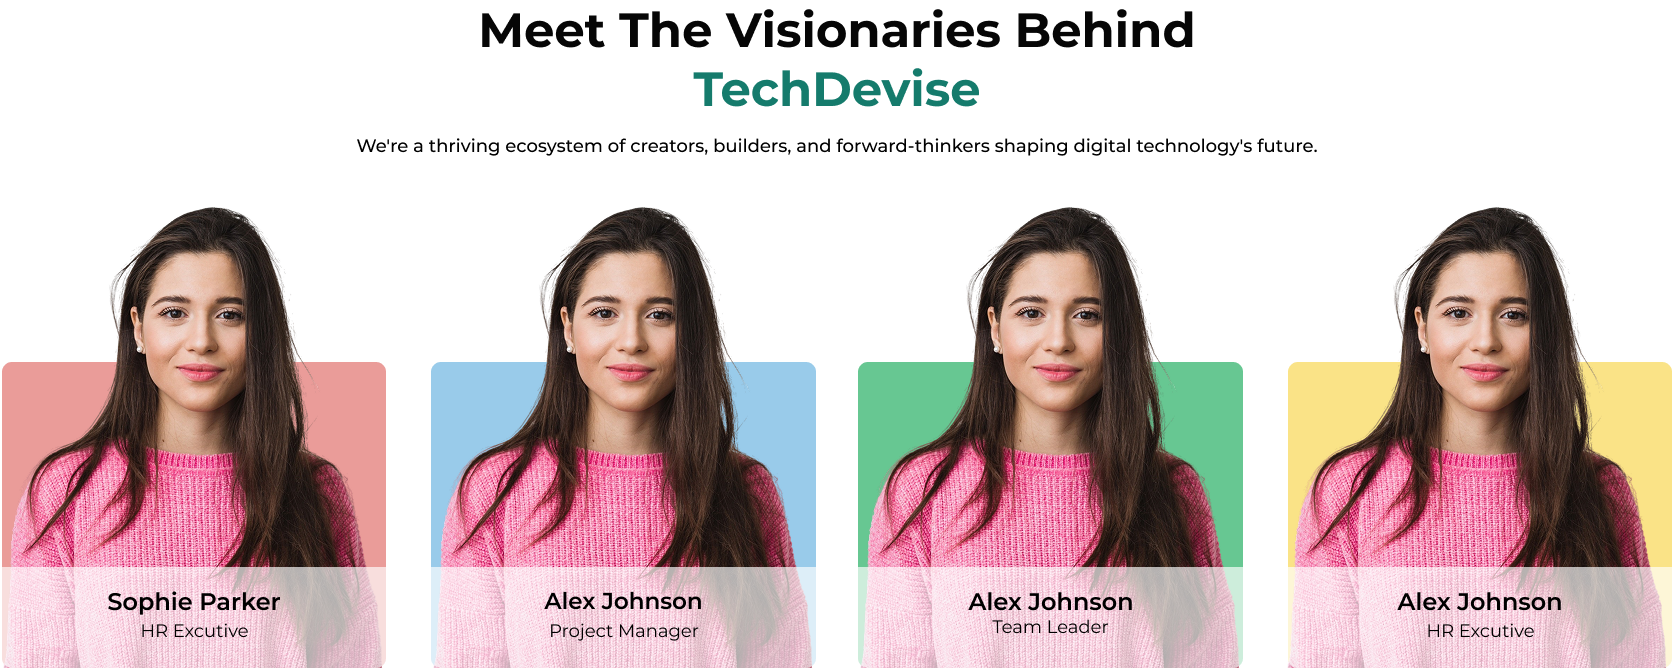 Meet The Visionaries Behind
TechDevise
We're a thriving ecosystem of creators, builders, and forward-thinkers shaping digital technology's future.
Sophie Parker
HR Excutive
Alex Johnson
Project Manager
Alex Johnson
Team Leader
Alex Johnson
HR Excutive